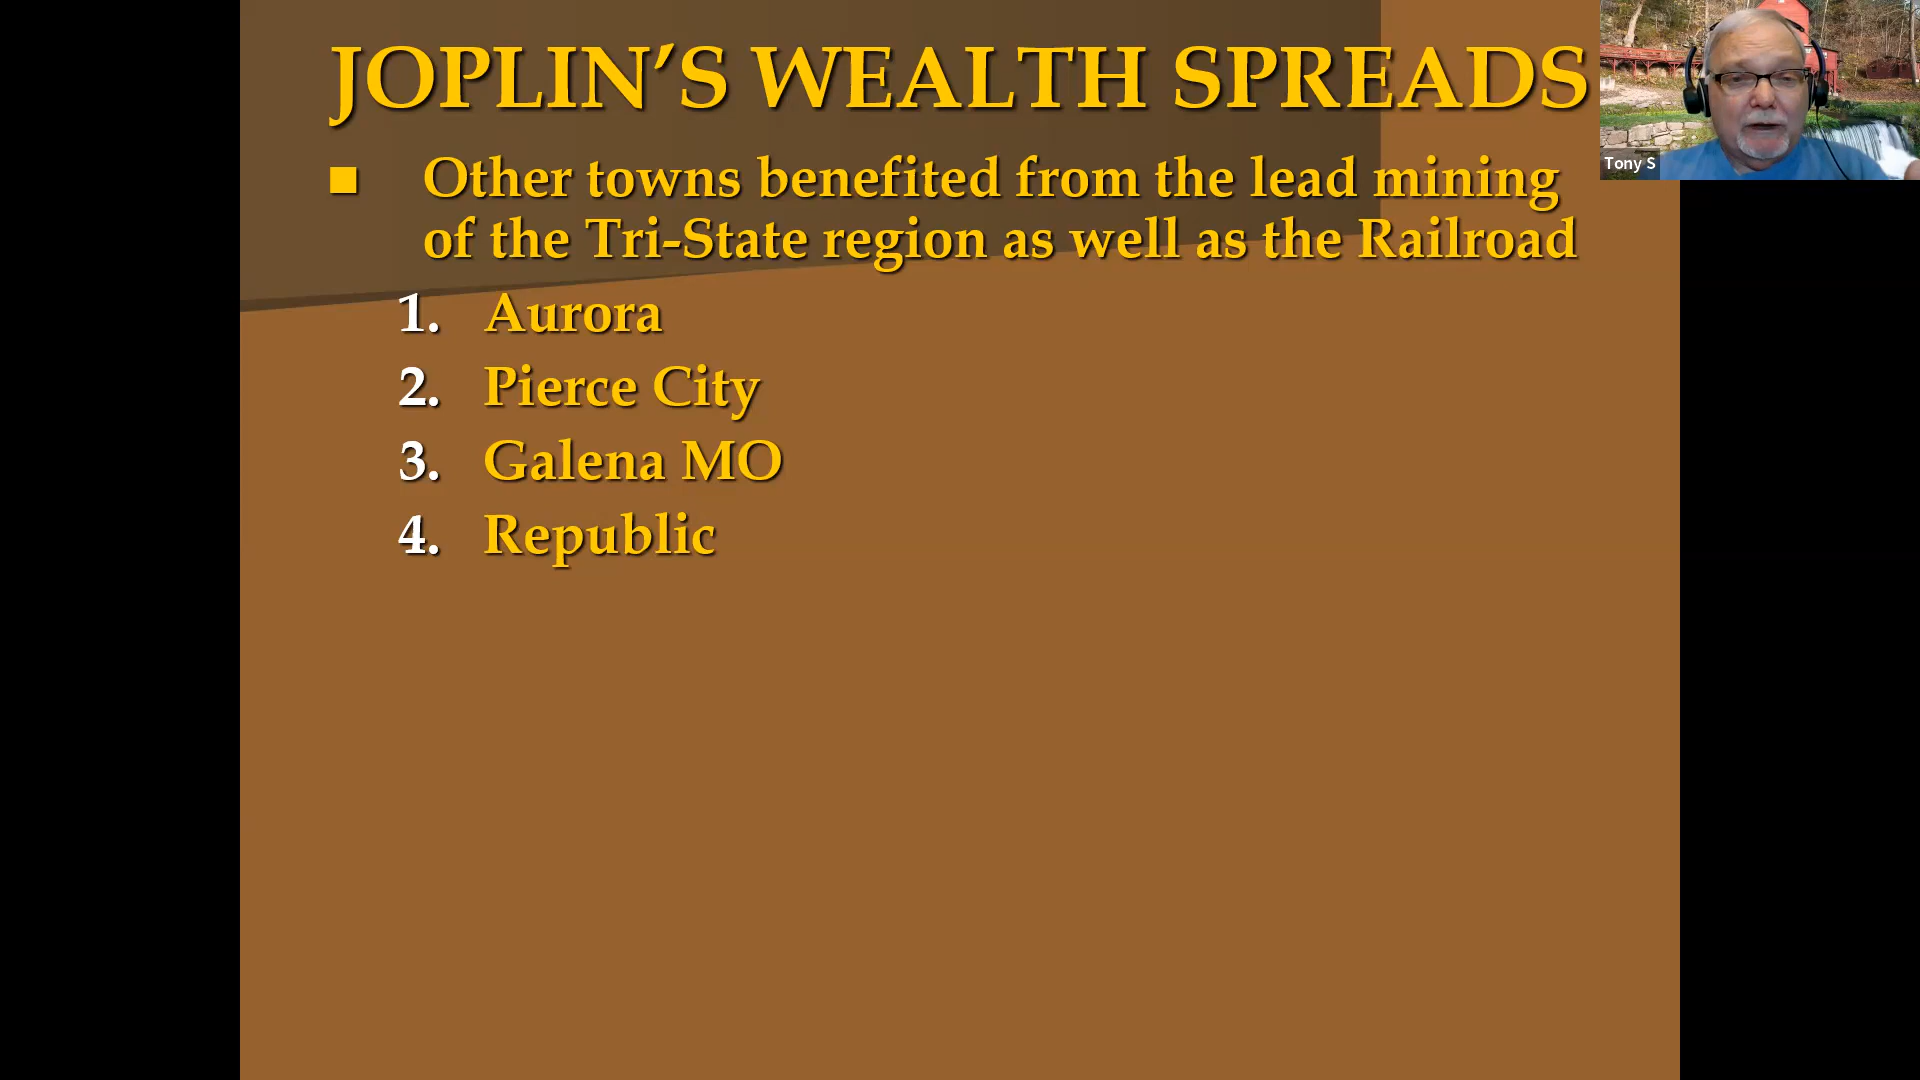 JOPLIN’S WEALTH SPREADS
Other towns benefited from the lead mining
of the Tri-State region as well as the Railroad
1. Aurora
2. Pierce City
3. Galena MO
4. Republic
Tony S